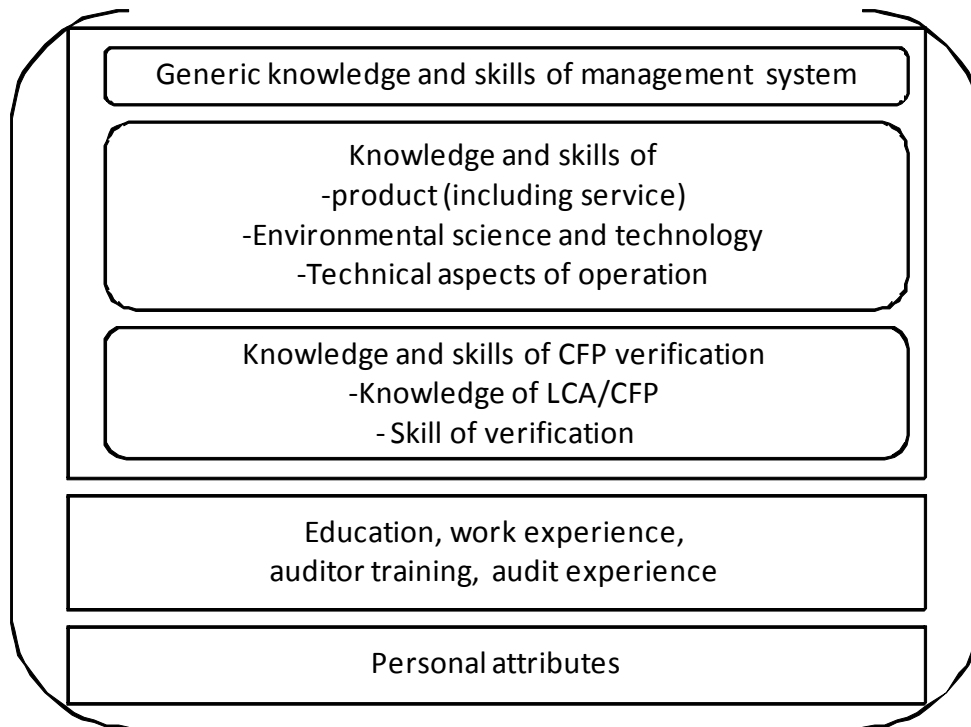 Generic knowledge and skills of management system
Knowledge and skills of
-product (including service)
-Environmental science and technology
-Technical aspects of operation
Knowledge and skills of CFP verification
-Knowledge of LCA/CFP
- Skill of verification
Education, work experience,
auditor training, audit experience
Personal attributes